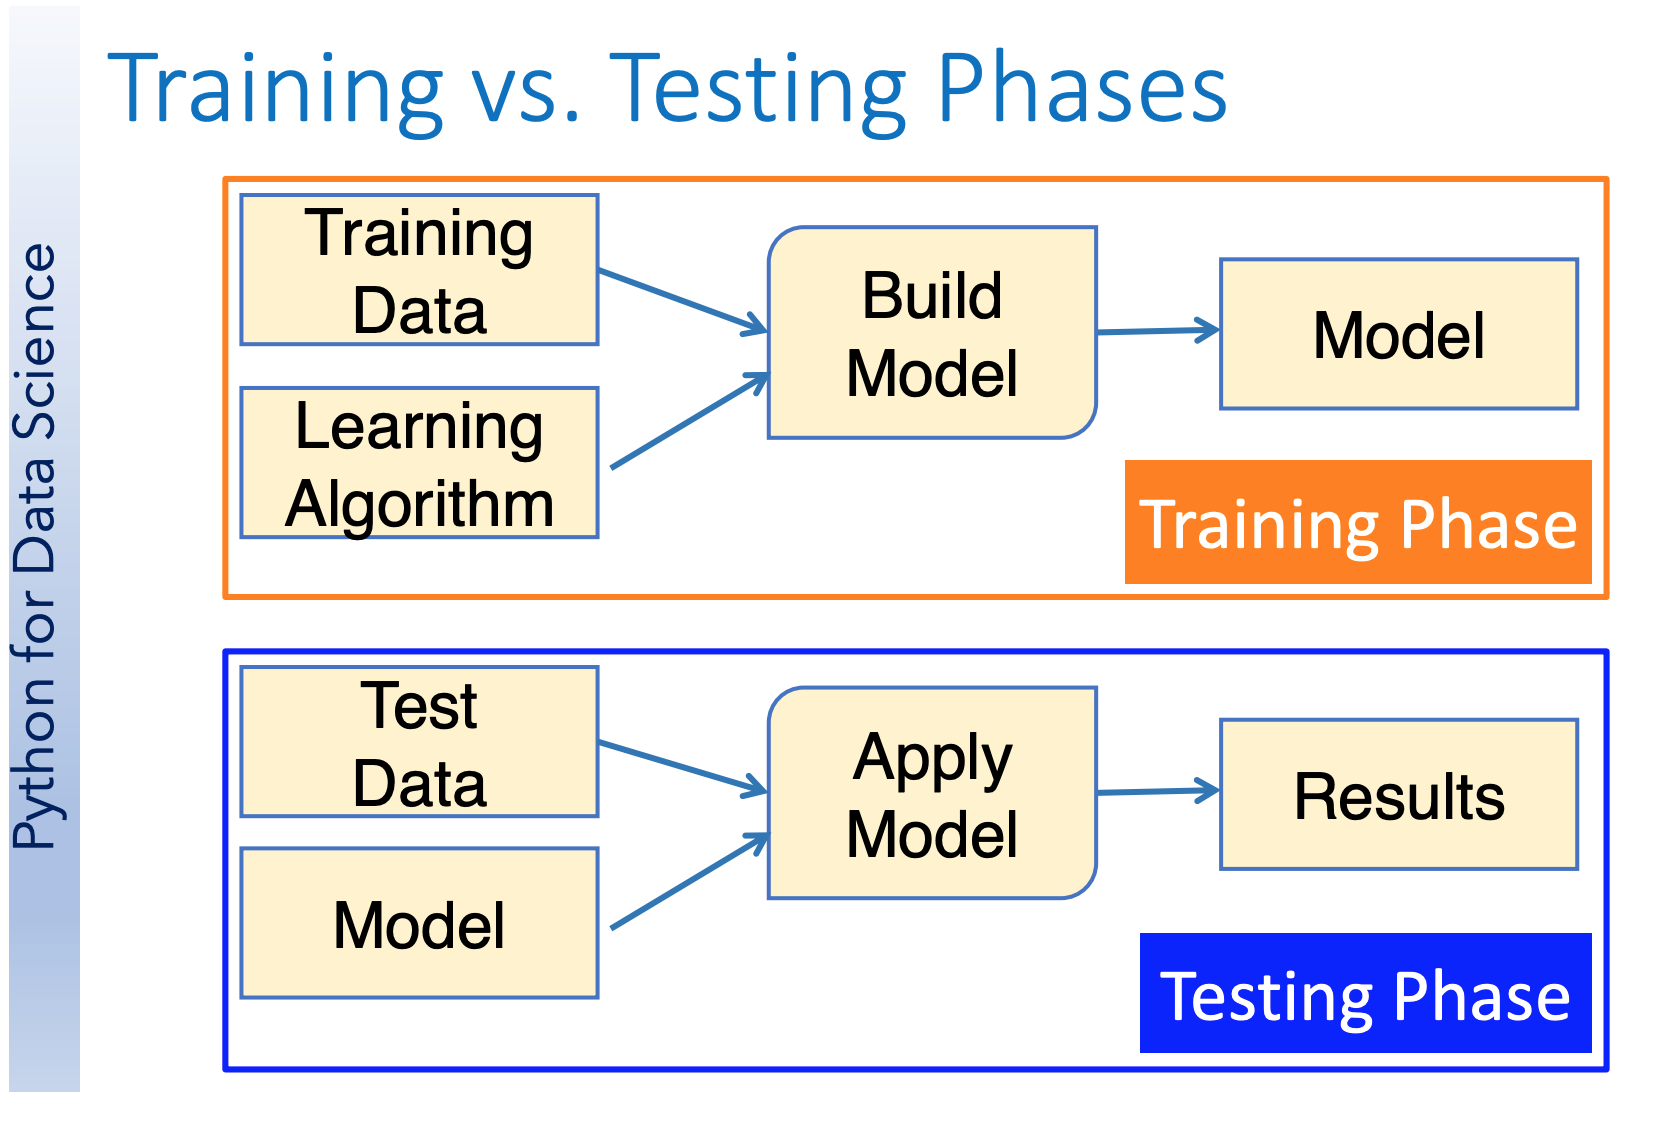 Training vs. Testing Phases
Python for Data Science
Training
Data
Learning
Algorithm
Build
Model
Model
Training Phase
Test
Data
Model
Apply
Model
Results
Testing Phase